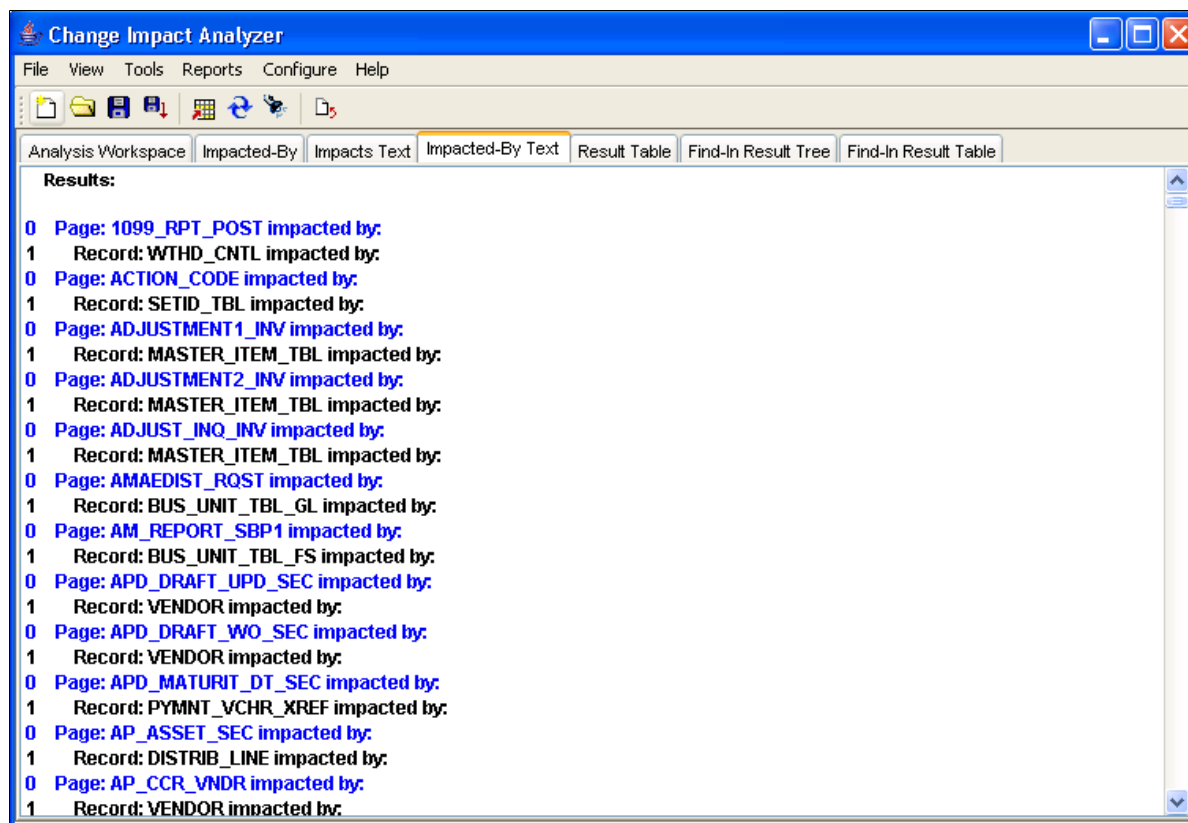 Change Impact Analyzer
File View Tools Reports Configure Help
Analysis Workspace Impacted-By Impacts Text Impacted-By Text Result Table Find-In Result Tree Find-In Result Table
Results:
0 Page: 1099_RPT_POST impacted by:
1 Record: WTHD_CNTL impacted by:
0 Page: ACTION_CODE impacted by:
1 Record: SETID_TBL impacted by:
0 Page: ADJUSTMENT1_INV impacted by:
1 Record: MASTER_ITEM_TBL impacted by:
0 Page: ADJUSTMENT2_INV impacted by:
1 Record: MASTER_ITEM_TBL impacted by:
0 Page: ADJUST_INQ_INV impacted by:
1 Record: MASTER_ITEM_TBL impacted by:
0 Page: AMAEDIST_RQST impacted by:
1 Record: BUS_UNIT_TBL_GL impacted by:
0 Page: AM_REPORT_SBP1 impacted by:
1 Record: BUS_UNIT_TBL_FS impacted by:
0 Page: APD_DRAFT_UPD_SEC impacted by:
1 Record: VENDOR impacted by:
0 Page: APD_DRAFT_WO_SEC impacted by:
1 Record: VENDOR impacted by:
0 Page: APD_MATURIT_DT_SEC impacted by:
1 Record: PYMNT_VCHR_XREF impacted by:
0 Page: AP_ASSET_SEC impacted by:
1 Record: DISTRIB_LINE impacted by:
0 Page: AP_CCR_VNDR impacted by:
1 Record: VENDOR impacted by: